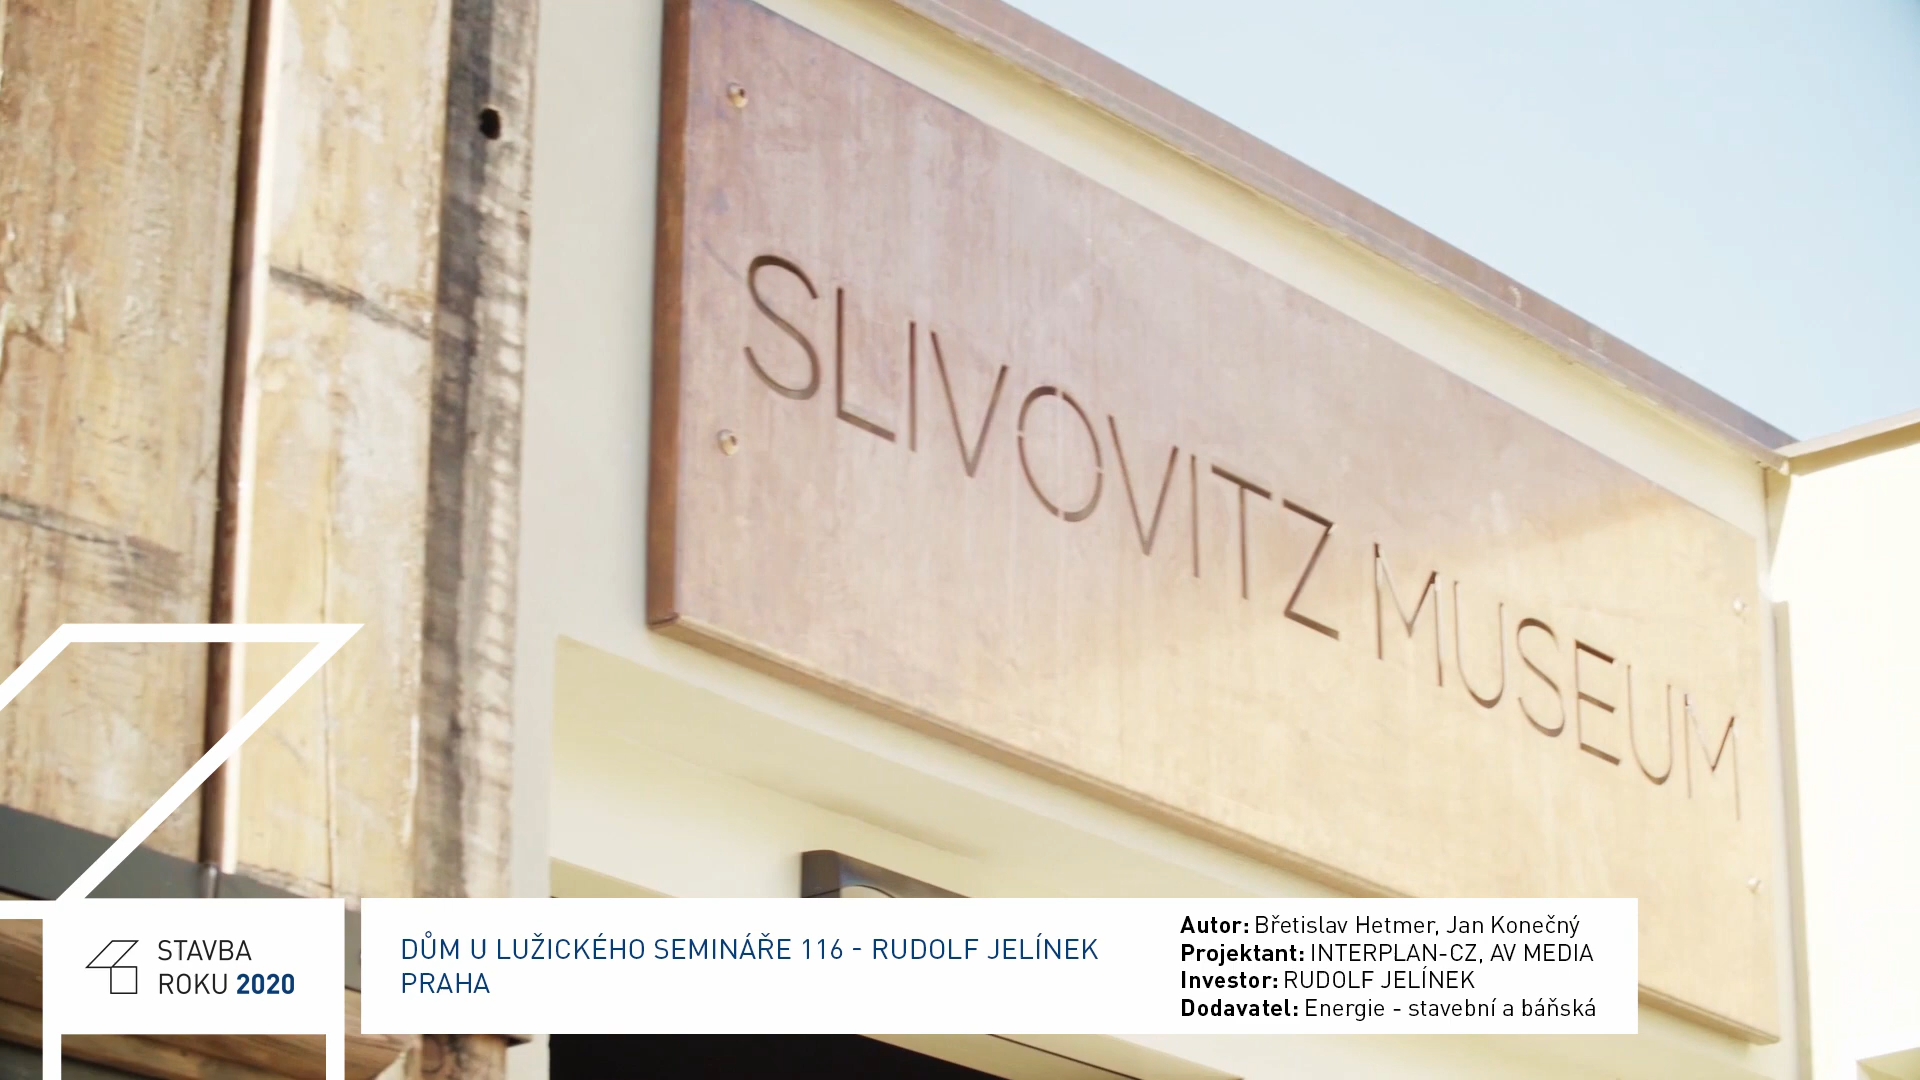 SLIVOVITZ MUSEUM
STAVBA
ROKU 2020
DŮM U LUŽICKÉHO SEMINÁŘE 116 - RUDOLF JELÍNEK
PRAHA
Autor: Břetislav Hetmer, Jan Konečný
Projektant: INTERPLAN-CZ, AV MEDIA
Investor: RUDOLF JELÍNEK
Dodavatel: Energie - stavební a báňská